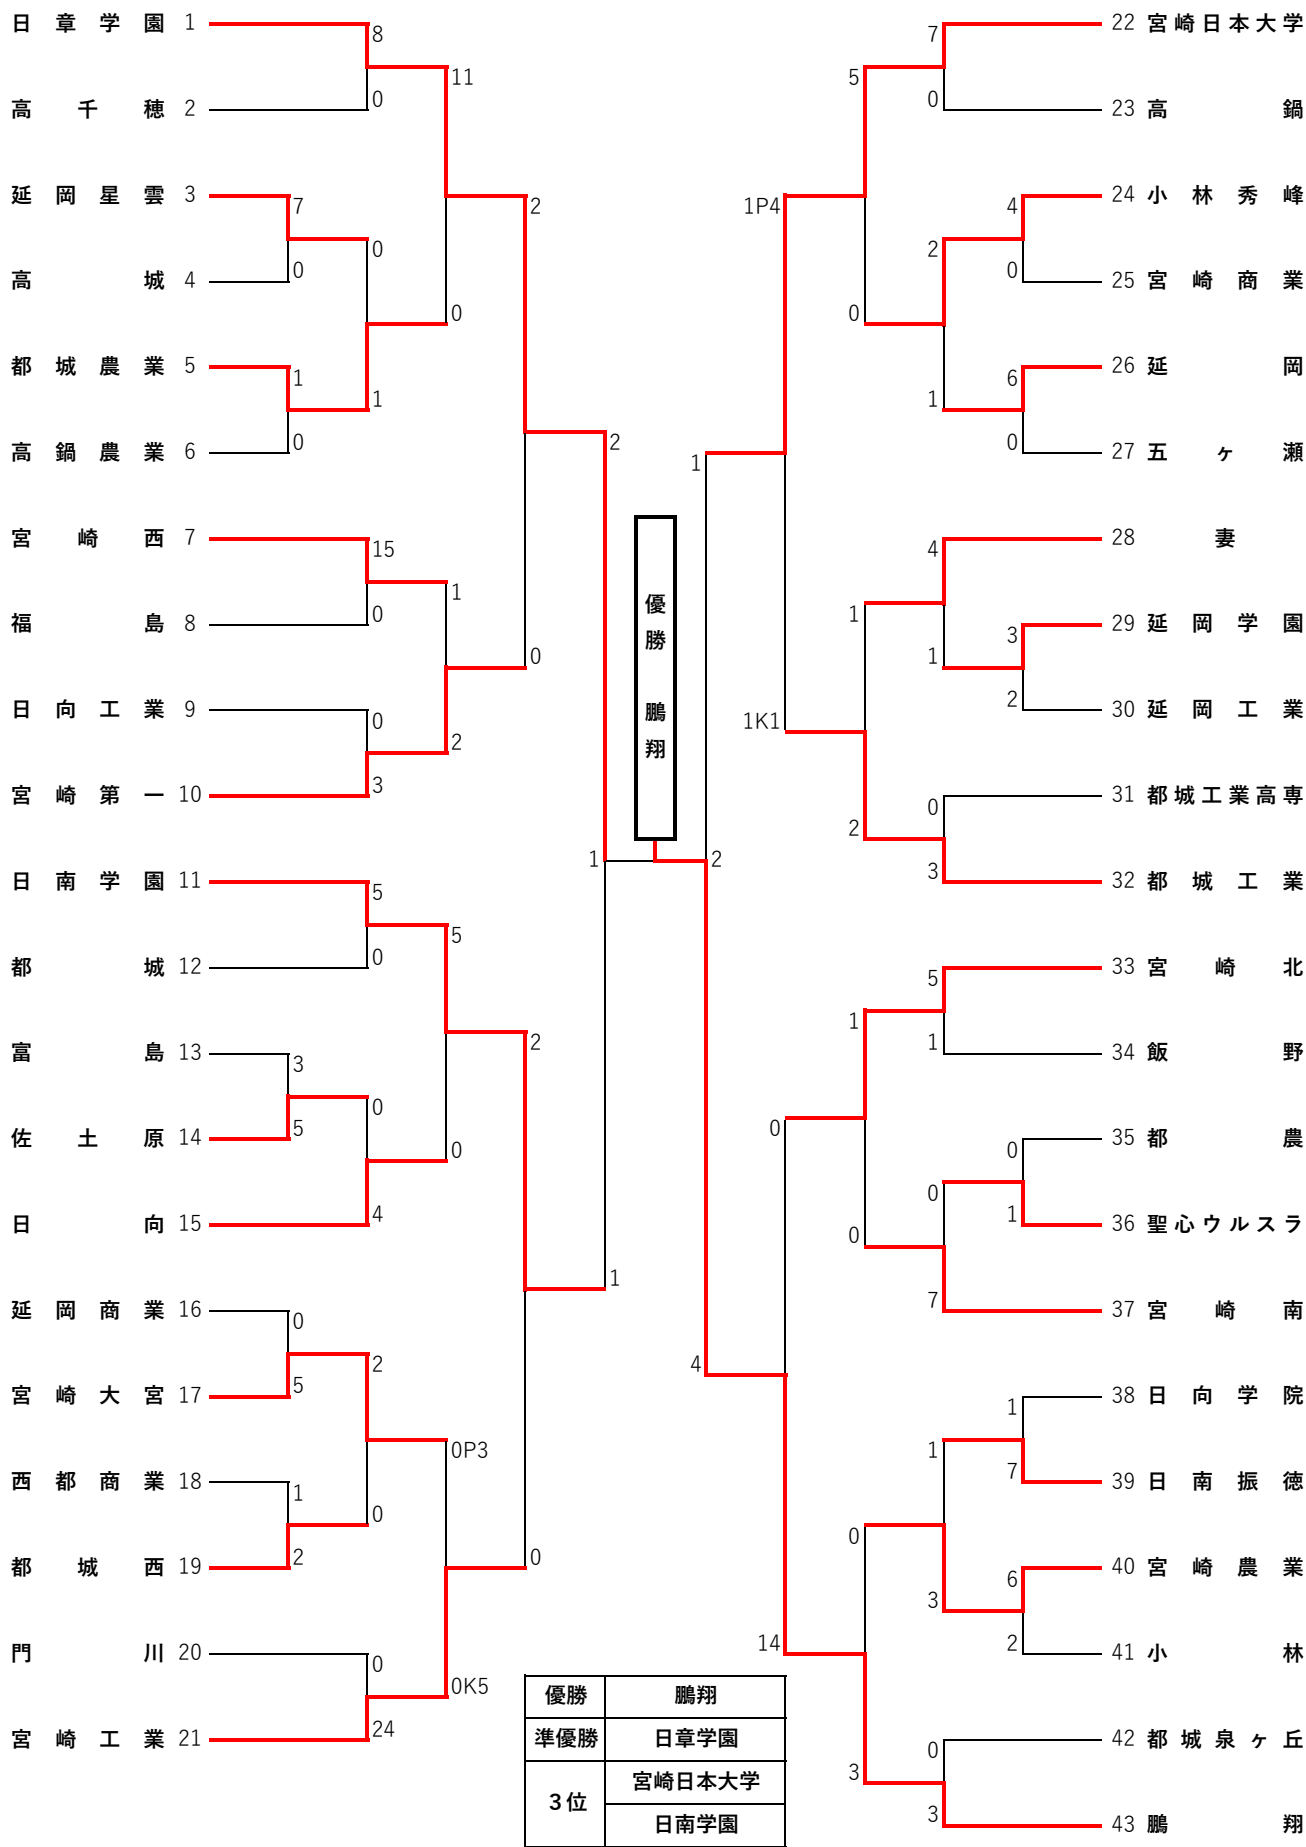 日章学園 1
8
0
高千穂 2
11
延岡星雲 3
7
0
高城 4
0
都城農業 5
1
0
高鍋農業 6
1
0
2
宮崎西 7
15
0
福島 8
1
日向工業 9
0
3
宮崎第一 10
2
0
2
日南学園 11
5
0
都城 12
5
富島 13
3
5
佐土原 14
0
日向 15
4
0
2
延岡商業 16
0
5
宮崎大宮 17
2
西都商業 18
1
2
都城西 19
0
0P3
門川 20
0
24
宮崎工業 21
0K5
0
1
1
優勝 鵬翔
2
22 宮崎日本大学
7
0
23 高鍋
5
24 小林秀峰
4
0
25 宮崎商業
2
26 延岡
6
0
27 五ヶ瀬
1
0
1P4
28 妻
4
29 延岡学園
3
2
30 延岡工業
1
1
31 都城工業高専
0
3
32 都城工業
2
1K1
1
33 宮崎北
5
1
34 飯野
1
35 都農
0
1
36 聖心ウルスラ
0
37 宮崎南
7
0
0
38 日向学院
1
7
39 日南振徳
1
40 宮崎農業
6
2
41 小林
3
0
42 都城泉ヶ丘
0
3
43 鵬翔
3
14
4
優勝 鵬翔
準優勝 日章学園
3位 宮崎日本大学
日南学園